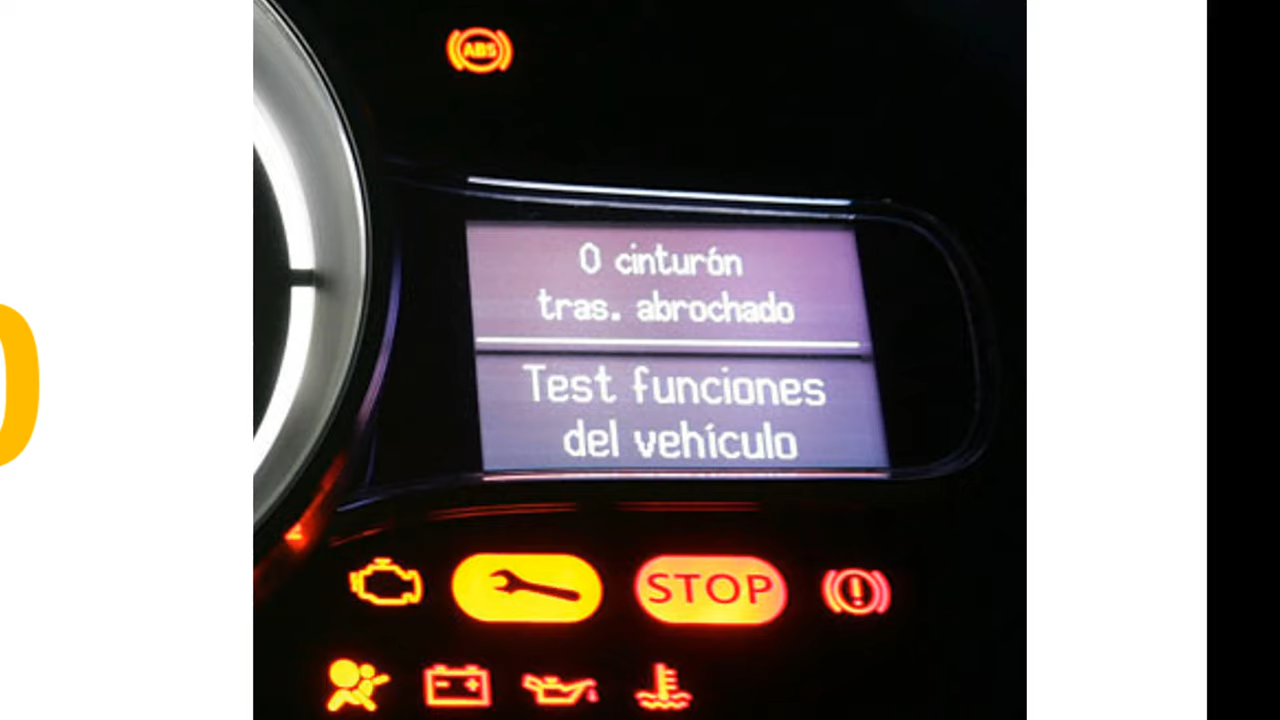 ABS
0 cinturón
tras. abrochado
Test funciones
del vehículo
STOP